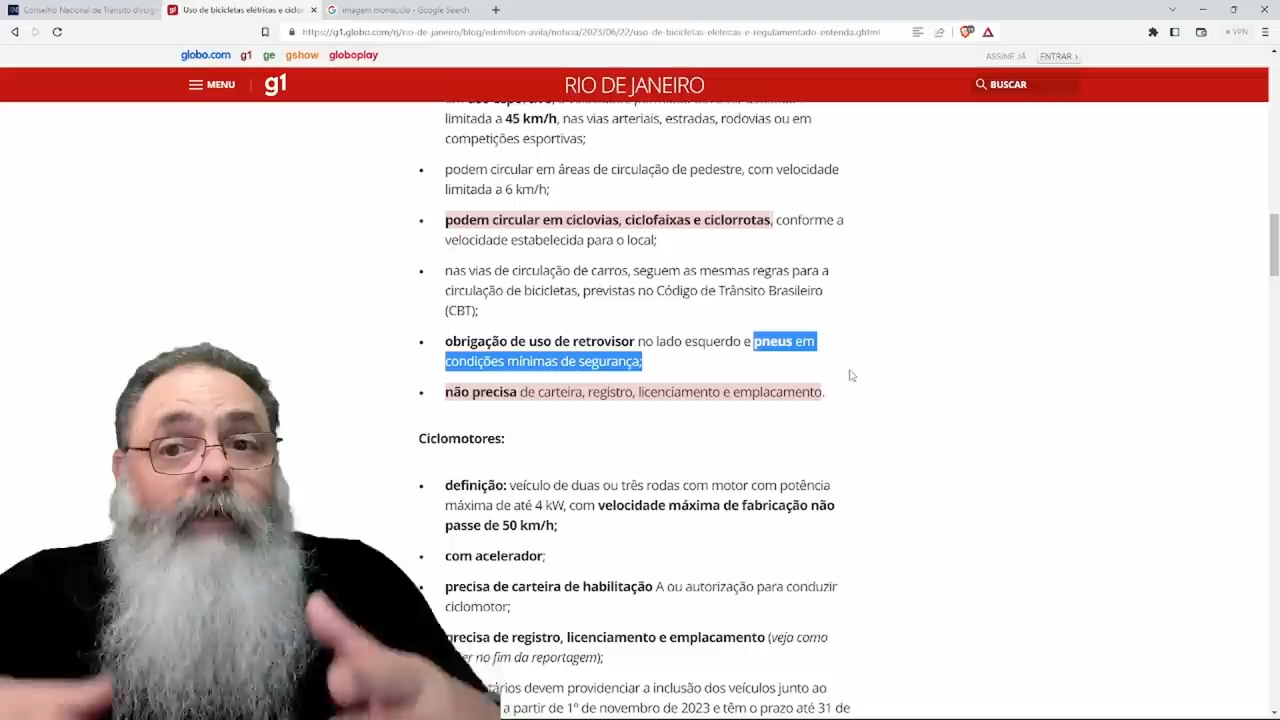 Conselho Nacional de Trânsito divulg
Uso de bicicletas elétricas e ciclor
imagem monociclo - Google Search
https://g1.globo.com/rj/rio-de-janeiro/blog/edimilson-avila/noticia/2023/06/22/uso-de-bicicletas-eletricas-e-regulamentado-entenda.ghtml
VPN
globo.com g1 ge gshow globoplay
ASSINE JÁ ENTRAR ›
MENU g1 RIO DE JANEIRO BUSCAR
limitada a 45 km/h, nas vias arteriais, estradas, rodovias ou em
competições esportivas;
podem circular em áreas de circulação de pedestre, com velocidade
limitada a 6 km/h;
podem circular em ciclovias, ciclofaixas e ciclorrotas, conforme a
velocidade estabelecida para o local;
nas vias de circulação de carros, seguem as mesmas regras para a
circulação de bicicletas, previstas no Código de Trânsito Brasileiro
(CBT);
obrigação de uso de retrovisor no lado esquerdo e pneus em
condições mínimas de segurança;
não precisa de carteira, registro, licenciamento e emplacamento.
Ciclomotores:
definição: veículo de duas ou três rodas com motor com potência
máxima de até 4 kW, com velocidade máxima de fabricação não
passe de 50 km/h;
com acelerador;
precisa de carteira de habilitação A ou autorização para conduzir
ciclomotor;
precisa de registro, licenciamento e emplacamento (veja como
er no fim da reportagem);
tários devem providenciar a inclusão dos veículos junto ao
a partir de 1º de novembro de 2023 e têm o prazo até 31 de